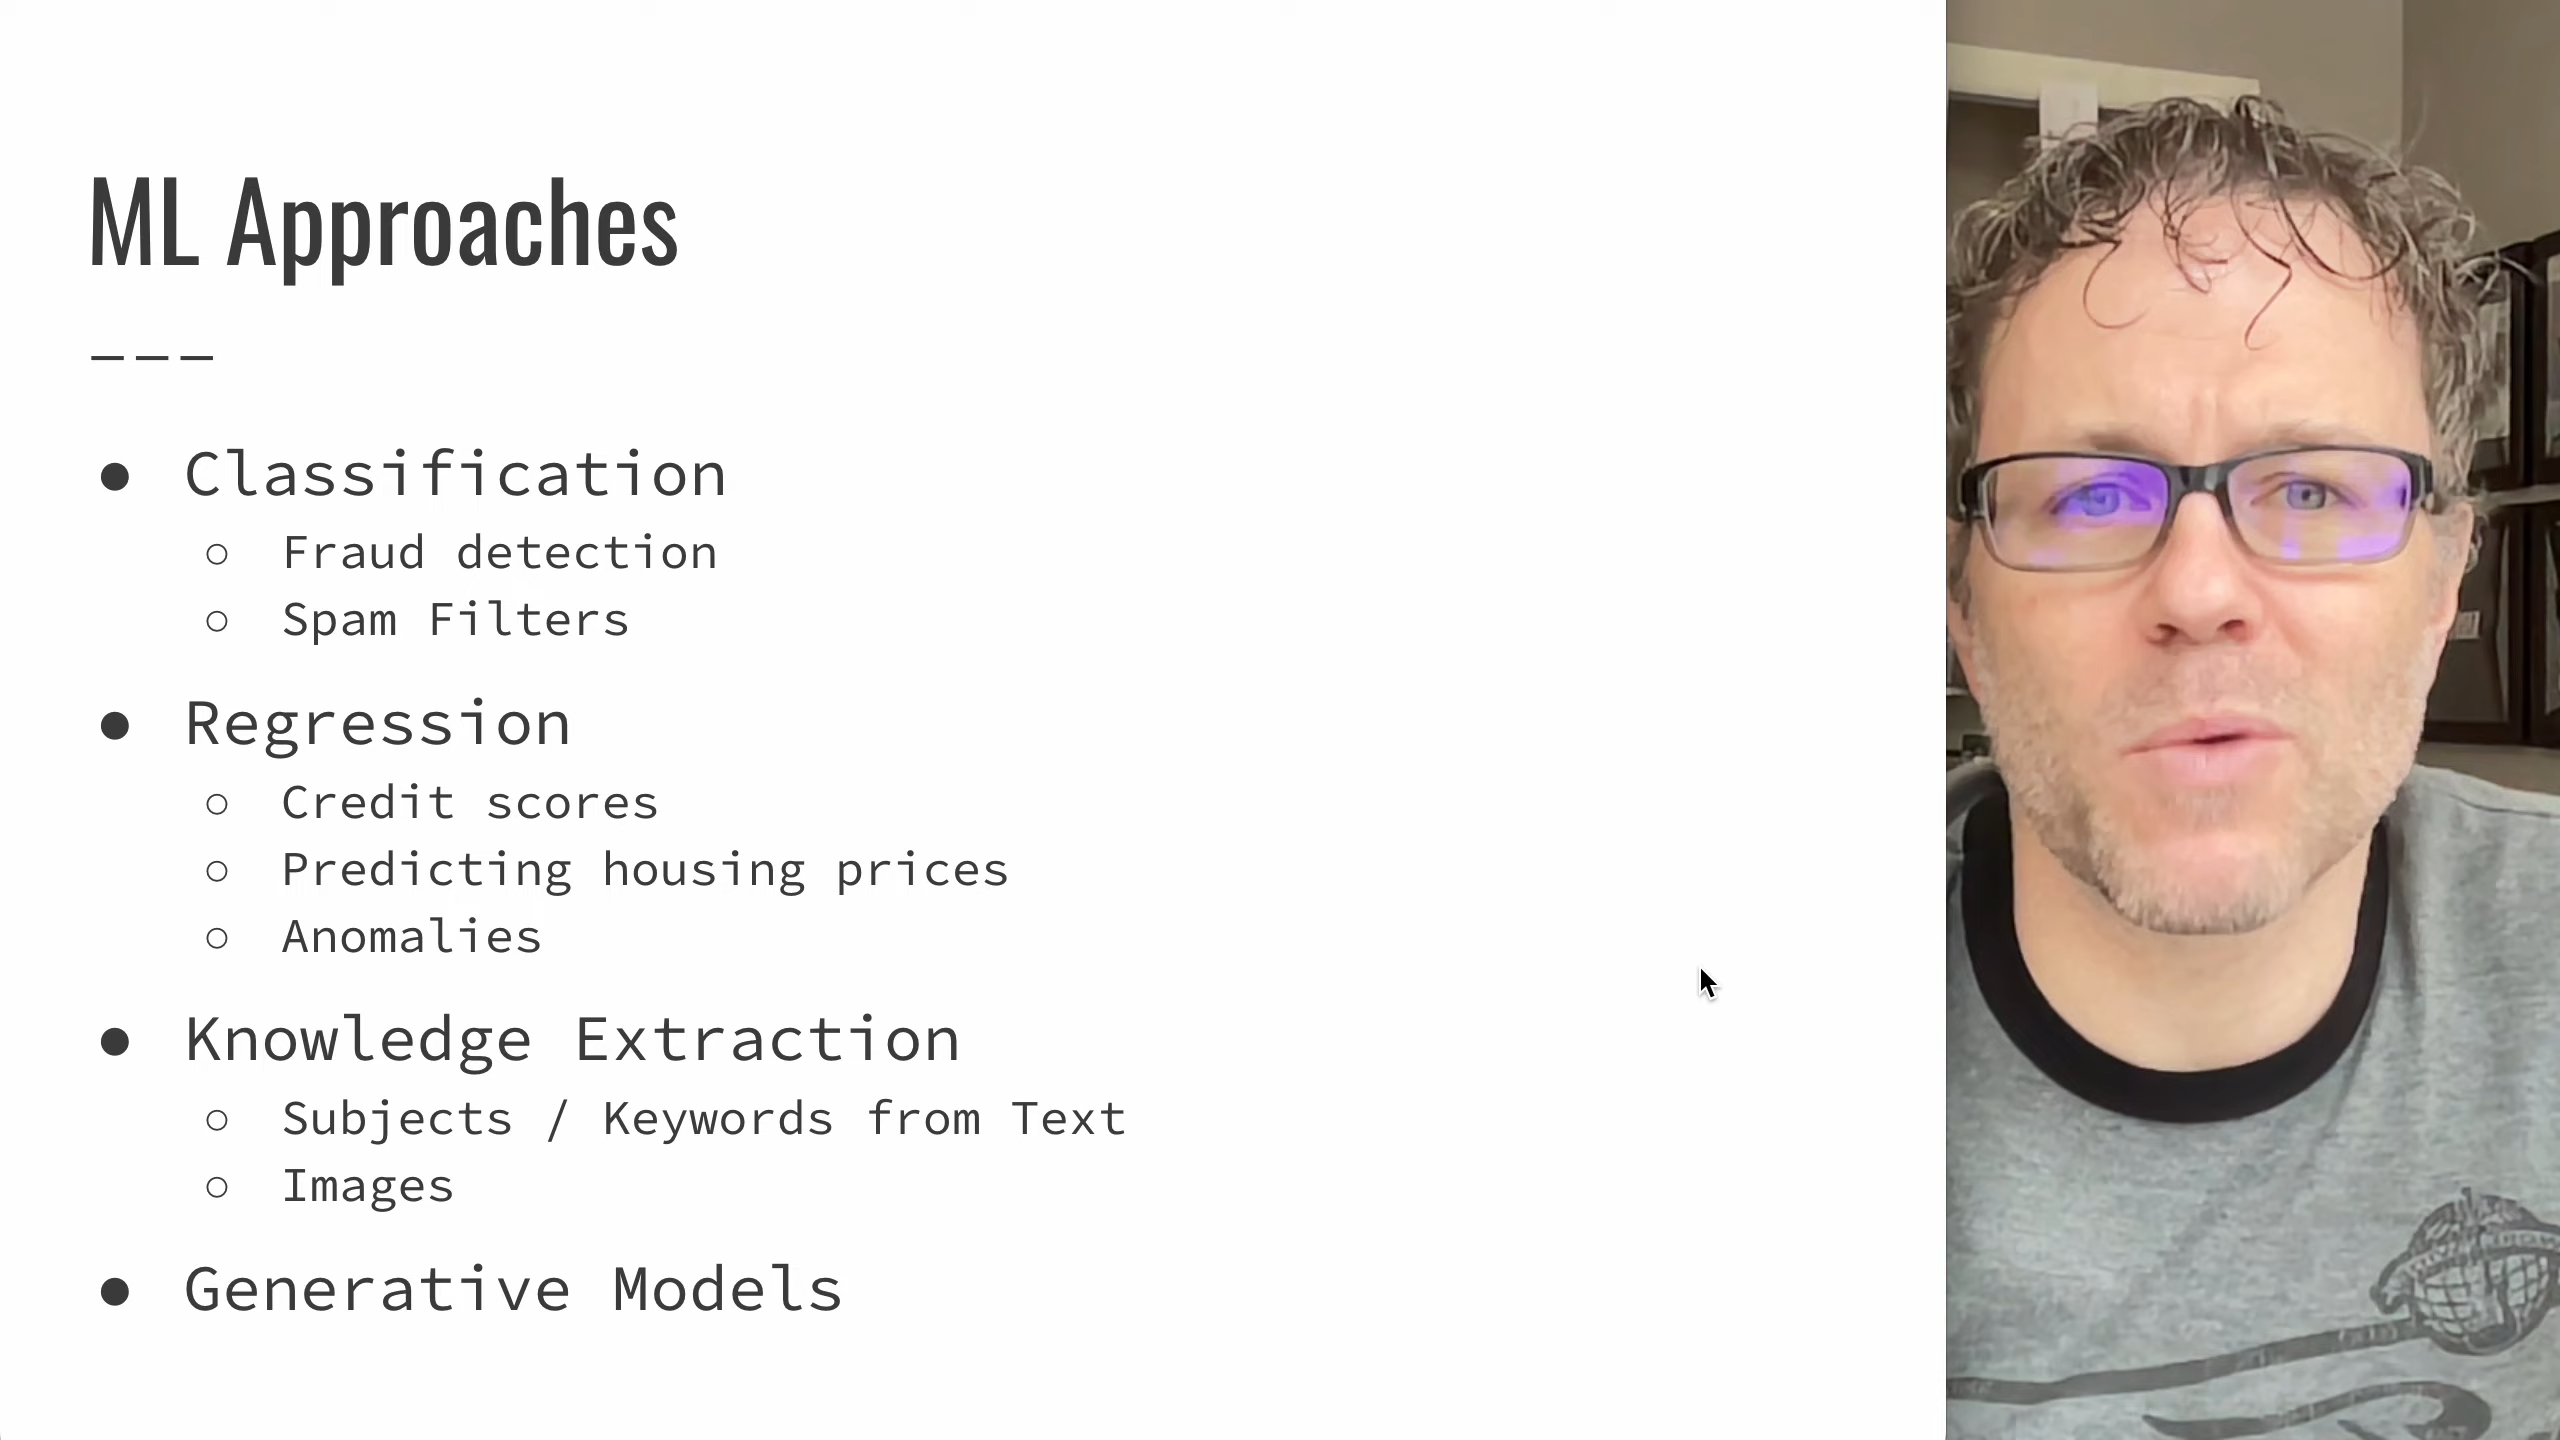 ML Approaches
---
● Classification
○ Fraud detection
○ Spam Filters
● Regression
○ Credit scores
○ Predicting housing prices
○ Anomalies
● Knowledge Extraction
○ Subjects / Keywords from Text
○ Images
● Generative Models